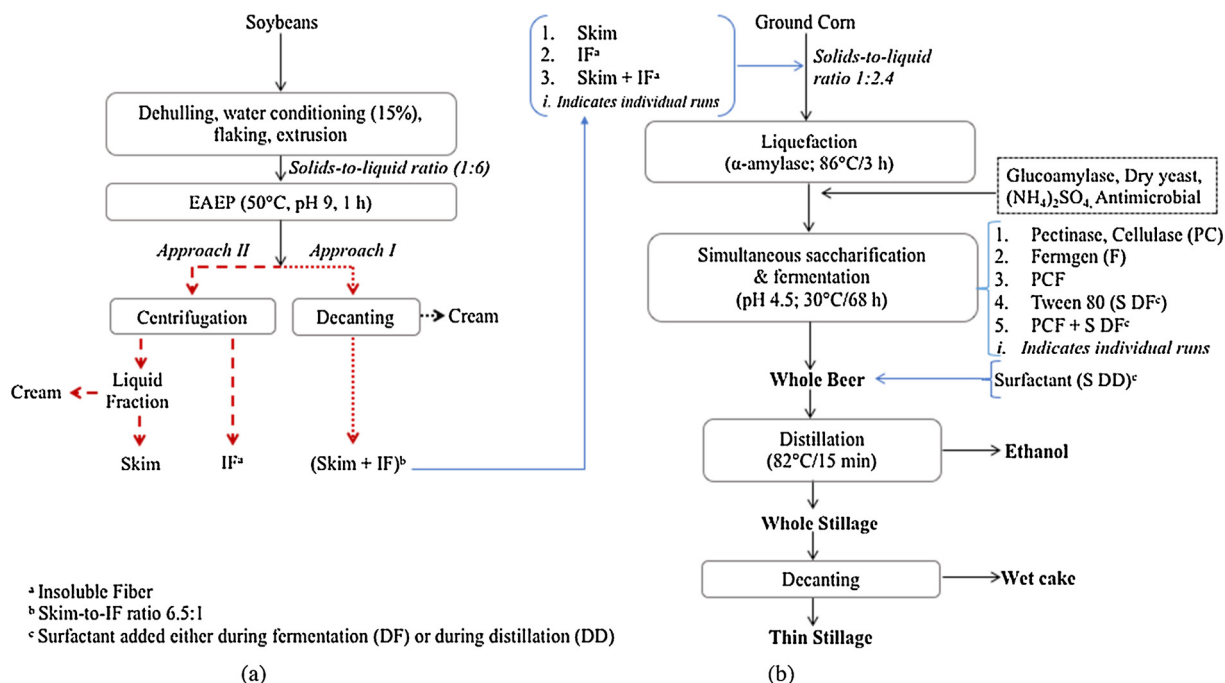 Soybeans
Dehulling, water conditioning (15%),
flaking, extrusion
Solids-to-liquid ratio (1:6)
EAEP (50°C, pH 9, 1 h)
Approach II
Approach I
Centrifugation
Decanting
Cream
Cream
Liquid
Fraction
Skim
IFᵃ
(Skim + IF)ᵇ
ᵃ Insoluble Fiber
ᵇ Skim-to-IF ratio 6.5:1
ᶜ Surfactant added either during fermentation (DF) or during distillation (DD)
(a)
1. Skim
2. IFᵃ
3. Skim + IFᵃ
i. Indicates individual runs
Ground Corn
Solids-to-liquid
ratio 1:2.4
Liquefaction
(α-amylase; 86°C/3 h)
Glucoamylase, Dry yeast,
(NH₄)₂SO₄, Antimicrobial
Simultaneous saccharification
& fermentation
(pH 4.5; 30°C/68 h)
1. Pectinase, Cellulase (PC)
2. Fermgen (F)
3. PCF
4. Tween 80 (S DFᶜ)
5. PCF + S DFᶜ
i. Indicates individual runs
Whole Beer
Surfactant (S DD)ᶜ
Distillation
(82°C/15 min)
Ethanol
Whole Stillage
Decanting
Wet cake
Thin Stillage
(b)